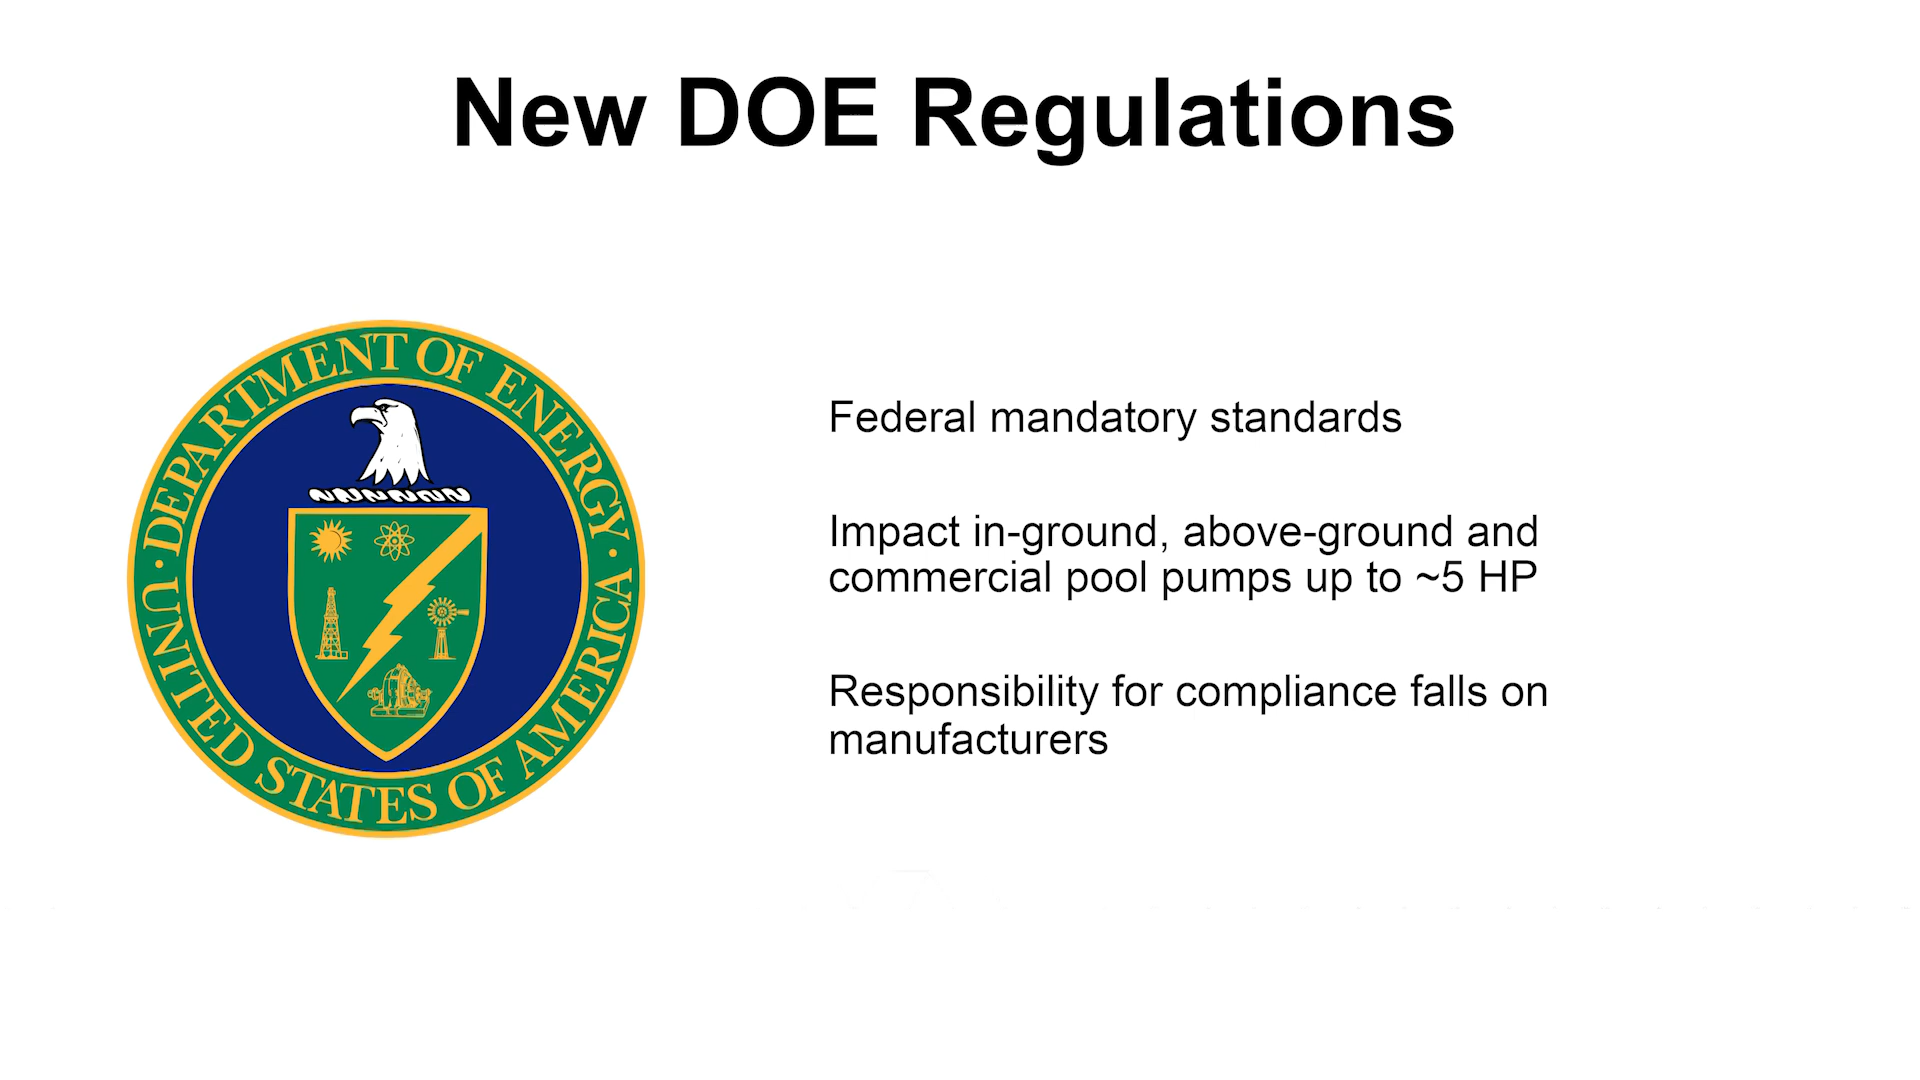 New DOE Regulations
DEPARTMENT OF ENERGY
UNITED STATES OF AMERICA
Federal mandatory standards
Impact in-ground, above-ground and
commercial pool pumps up to ~5 HP
Responsibility for compliance falls on
manufacturers